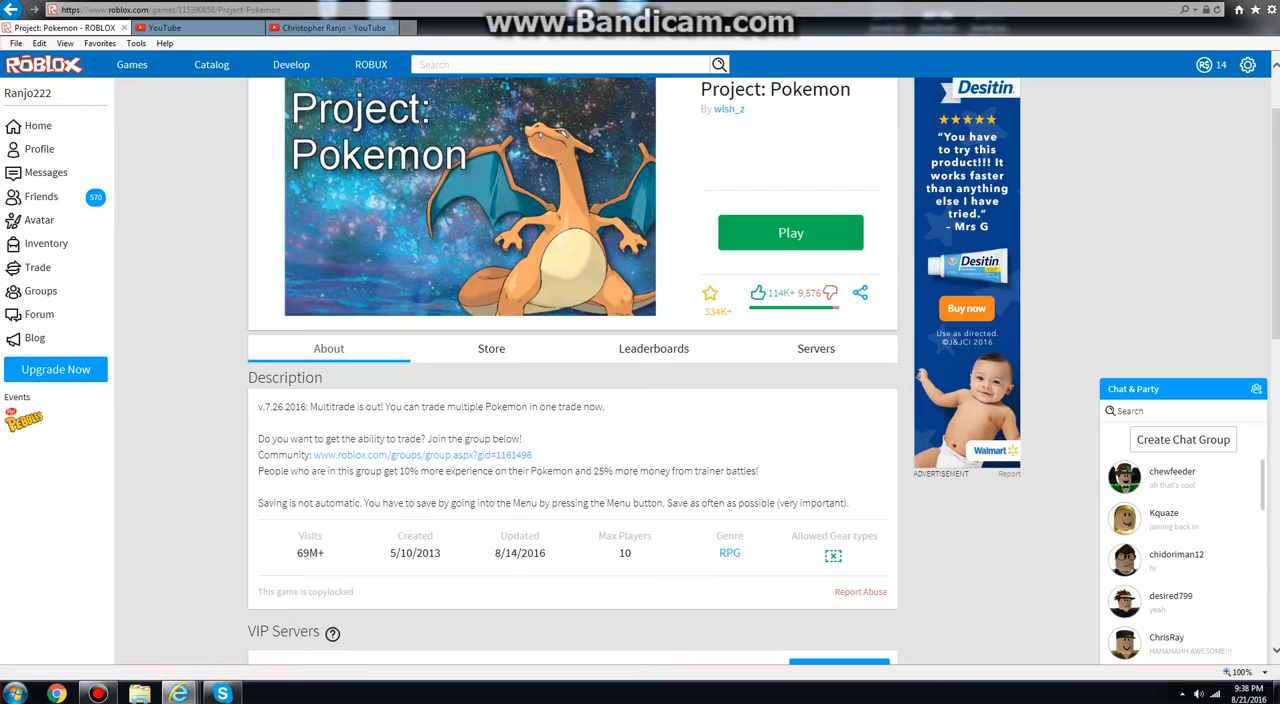 www.Bandicam.com
https://www.roblox.com/games/115390858/Project-Pokemon
Project: Pokemon - ROBLOX
YouTube
Christopher Ranjo - YouTube
File Edit View Favorites Tools Help
ROBLOX Games Catalog Develop ROBUX Search R$ 14
Ranjo222
Home
Profile
Messages
Friends 570
Avatar
Inventory
Trade
Groups
Forum
Blog
Upgrade Now
Events
Pebbles
Project:
Pokemon
Project: Pokemon
By wish_z
Play
334K+
114K+ 9,576
About Store Leaderboards Servers
Description
v.7.26.2016: Multitrade is out! You can trade multiple Pokemon in one trade now.
Do you want to get the ability to trade? Join the group below!
Community: www.roblox.com/groups/group.aspx?gid=1161496
People who are in this group get 10% more experience on their Pokemon and 25% more money from trainer battles!
Saving is not automatic. You have to save by going into the Menu by pressing the Menu button. Save as often as possible (very important).
Visits Created Updated Max Players Genre Allowed Gear types
69M+ 5/10/2013 8/14/2016 10 RPG
This game is copylocked Report Abuse
VIP Servers ?
Desitin.
"You have
to try this
product!!! It
works faster
than anything
else I have
tried."
- Mrs G
Desitin.
Buy now
Use as directed.
©J&JCI 2016
Walmart
ADVERTISEMENT Report
Chat & Party
Search
Create Chat Group
chewfeeder
oh that's cool
Kquaze
joining back in
chidoriman12
hi
desired799
yeah
ChrisRay
HAHAHAHH AWESOME!!!
100%
9:38 PM
8/21/2016